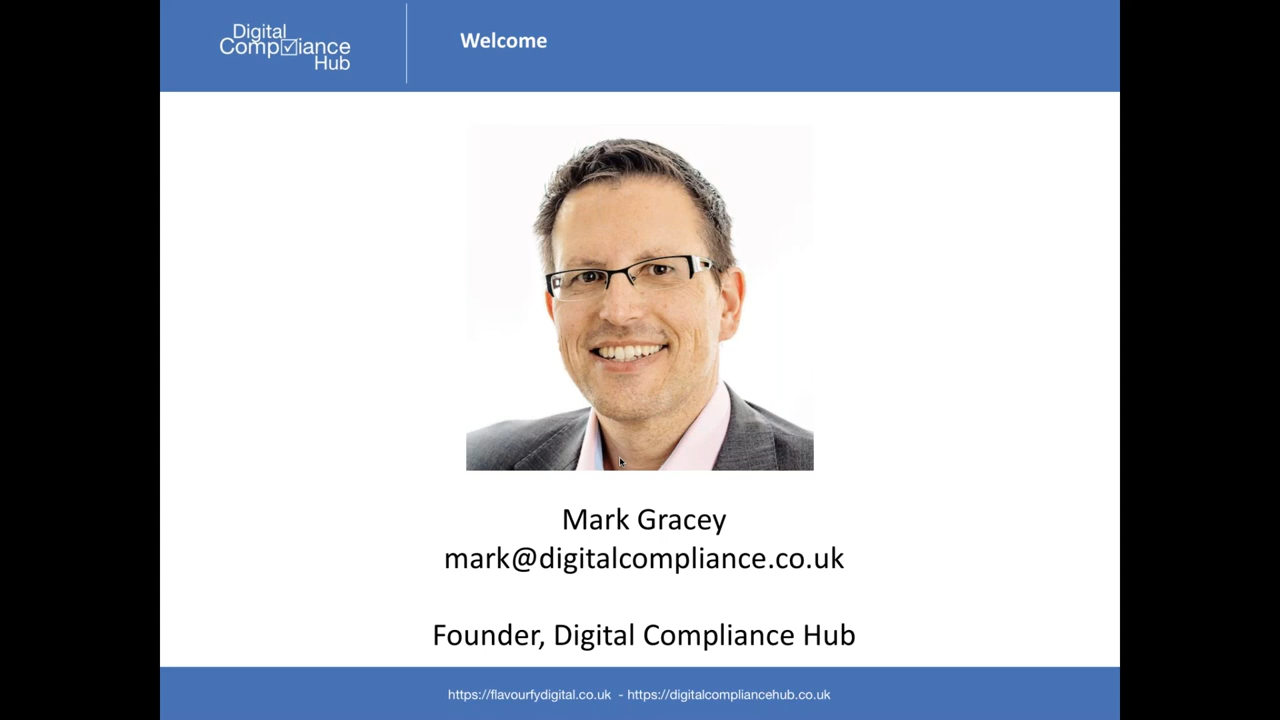 Digital
Compliance
Hub
Welcome
Mark Gracey
mark@digitalcompliance.co.uk
Founder, Digital Compliance Hub
https://flavourfydigital.co.uk - https://digitalcompliancehub.co.uk